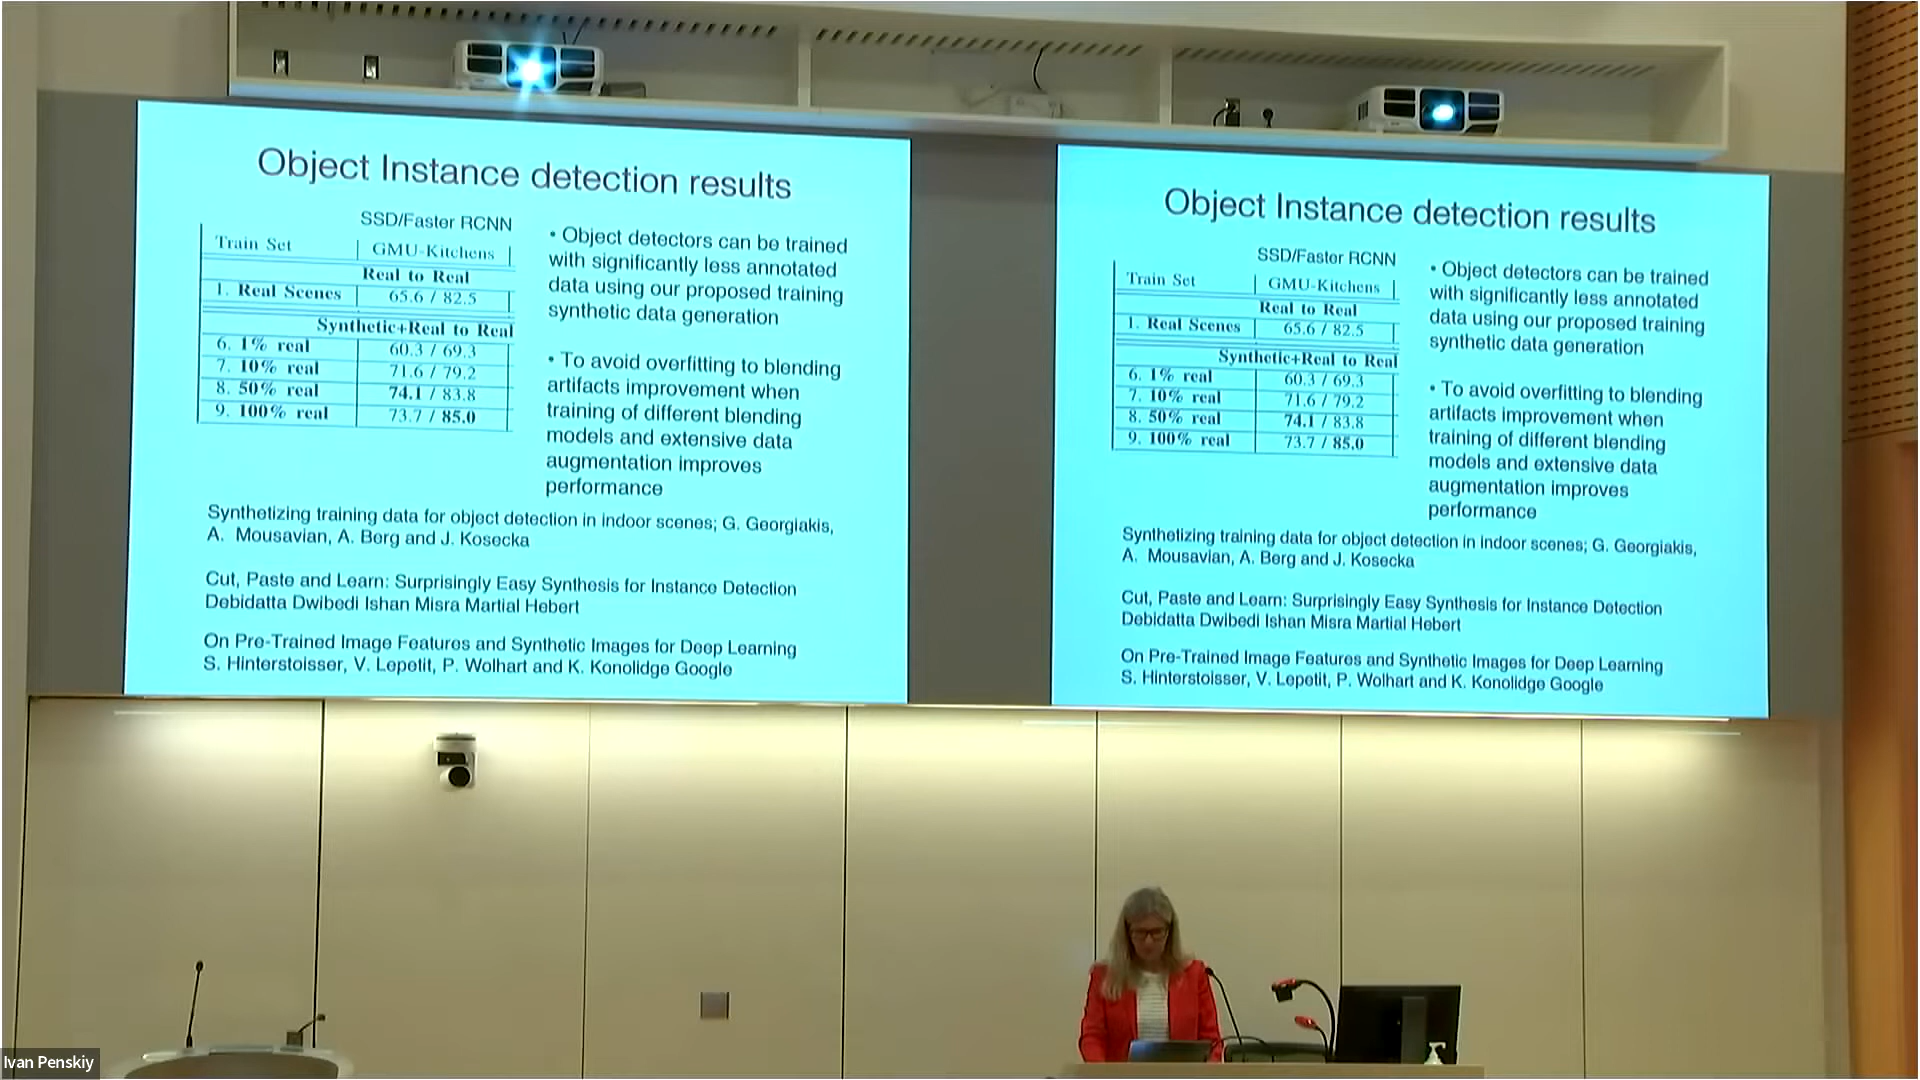 Object Instance detection results
SSD/Faster RCNN
Train Set GMU-Kitchens
Real to Real
1. Real Scenes 65.6 / 82.5
Synthetic+Real to Real
6. 1% real 60.3 / 69.3
7. 10% real 71.6 / 79.2
8. 50% real 74.1 / 83.8
9. 100% real 73.7 / 85.0
• Object detectors can be trained
with significantly less annotated
data using our proposed training
synthetic data generation
• To avoid overfitting to blending
artifacts improvement when
training of different blending
models and extensive data
augmentation improves
performance
Synthetizing training data for object detection in indoor scenes; G. Georgiakis,
A. Mousavian, A. Berg and J. Kosecka
Cut, Paste and Learn: Surprisingly Easy Synthesis for Instance Detection
Debidatta Dwibedi Ishan Misra Martial Hebert
On Pre-Trained Image Features and Synthetic Images for Deep Learning
S. Hinterstoisser, V. Lepetit, P. Wolhart and K. Konolidge Google
Object Instance detection results
SSD/Faster RCNN
Train Set GMU-Kitchens
Real to Real
1. Real Scenes 65.6 / 82.5
Synthetic+Real to Real
6. 1% real 60.3 / 69.3
7. 10% real 71.6 / 79.2
8. 50% real 74.1 / 83.8
9. 100% real 73.7 / 85.0
• Object detectors can be trained
with significantly less annotated
data using our proposed training
synthetic data generation
• To avoid overfitting to blending
artifacts improvement when
training of different blending
models and extensive data
augmentation improves
performance
Synthetizing training data for object detection in indoor scenes; G. Georgiakis,
A. Mousavian, A. Berg and J. Kosecka
Cut, Paste and Learn: Surprisingly Easy Synthesis for Instance Detection
Debidatta Dwibedi Ishan Misra Martial Hebert
On Pre-Trained Image Features and Synthetic Images for Deep Learning
S. Hinterstoisser, V. Lepetit, P. Wolhart and K. Konolidge Google
Ivan Penskiy